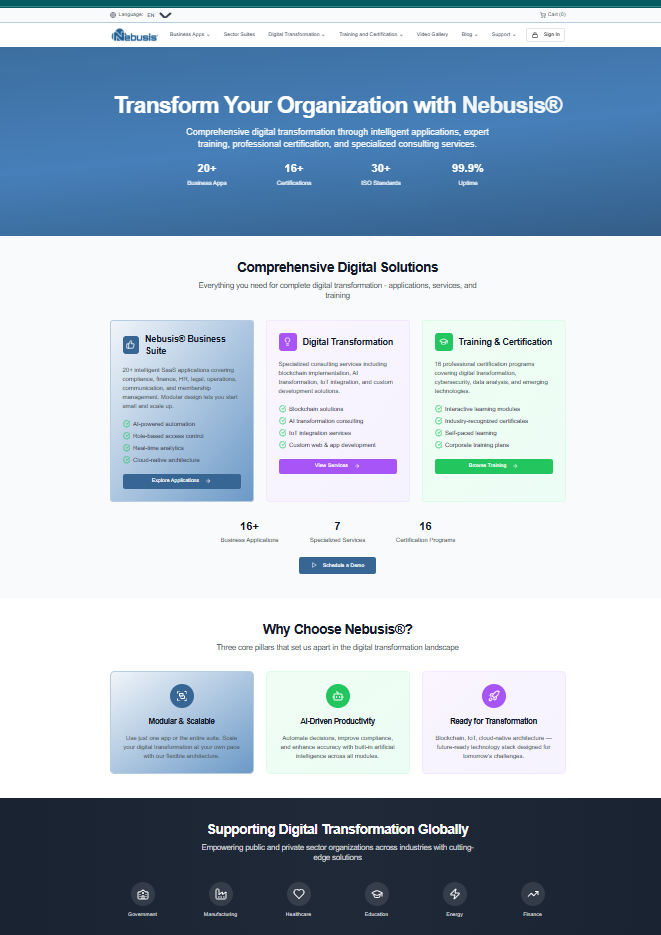 Language: EN
Cart (0)
Nebusis
Business Apps
Sector Suites
Digital Transformation
Training and Certification
Video Gallery
Blog
Support
Sign In
Transform Your Organization with Nebusis®
Comprehensive digital transformation through intelligent applications, expert
training, professional certification, and specialized consulting services.
20+
Business Apps
16+
Certifications
30+
ISO Standards
99.9%
Uptime
Comprehensive Digital Solutions
Everything you need for complete digital transformation - applications, services, and
training
Nebusis® Business
Suite
20+ intelligent SaaS applications covering
compliance, finance, HR, legal, operations,
communication, and membership
management. Modular design lets you start
small and scale up.
AI-powered automation
Role-based access control
Real-time analytics
Cloud-native architecture
Explore Applications
Digital Transformation
Specialized consulting services including
blockchain implementation, AI
transformation, IoT integration, and custom
development solutions.
Blockchain solutions
AI transformation consulting
IoT integration services
Custom web & app development
View Services
Training & Certification
16 professional certification programs
covering digital transformation,
cybersecurity, data analysis, and emerging
technologies.
Interactive learning modules
Industry-recognized certificates
Self-paced learning
Corporate training plans
Browse Training
16+
Business Applications
7
Specialized Services
16
Certification Programs
Schedule a Demo
Why Choose Nebusis®?
Three core pillars that set us apart in the digital transformation landscape
Modular & Scalable
Use just one app or the entire suite. Scale
your digital transformation at your own pace
with our flexible architecture.
AI-Driven Productivity
Automate decisions, improve compliance,
and enhance accuracy with built-in artificial
intelligence across all modules.
Ready for Transformation
Blockchain, IoT, cloud-native architecture —
future-ready technology stack designed for
tomorrow's challenges.
Supporting Digital Transformation Globally
Empowering public and private sector organizations across industries with cutting-
edge solutions
Government
Manufacturing
Healthcare
Education
Energy
Finance